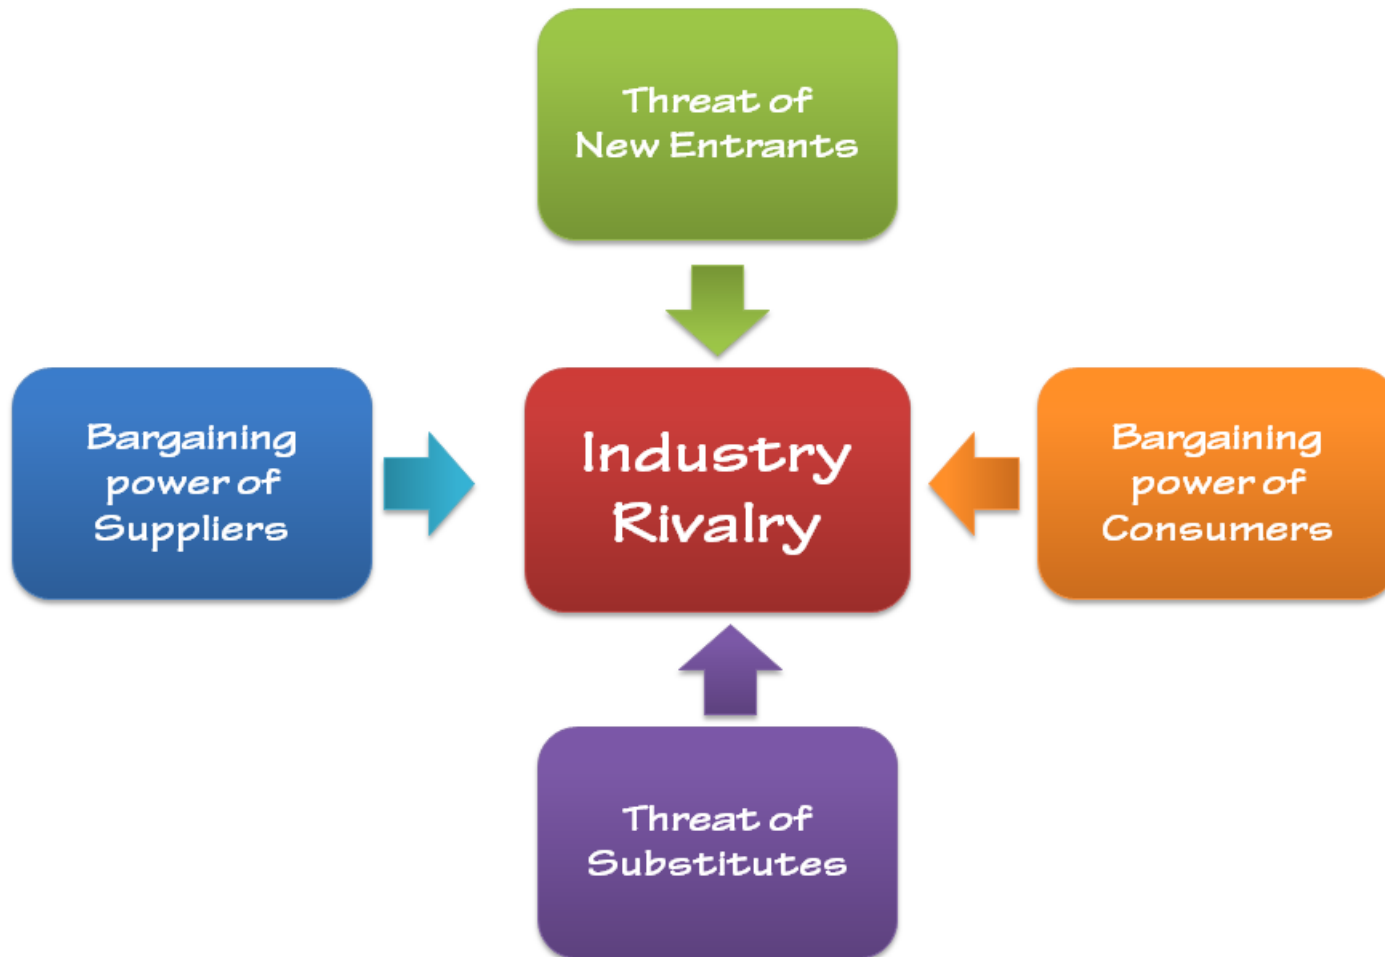 Threat of
New Entrants
Bargaining
power of
Suppliers
Industry
Rivalry
Bargaining
power of
Consumers
Threat of
Substitutes